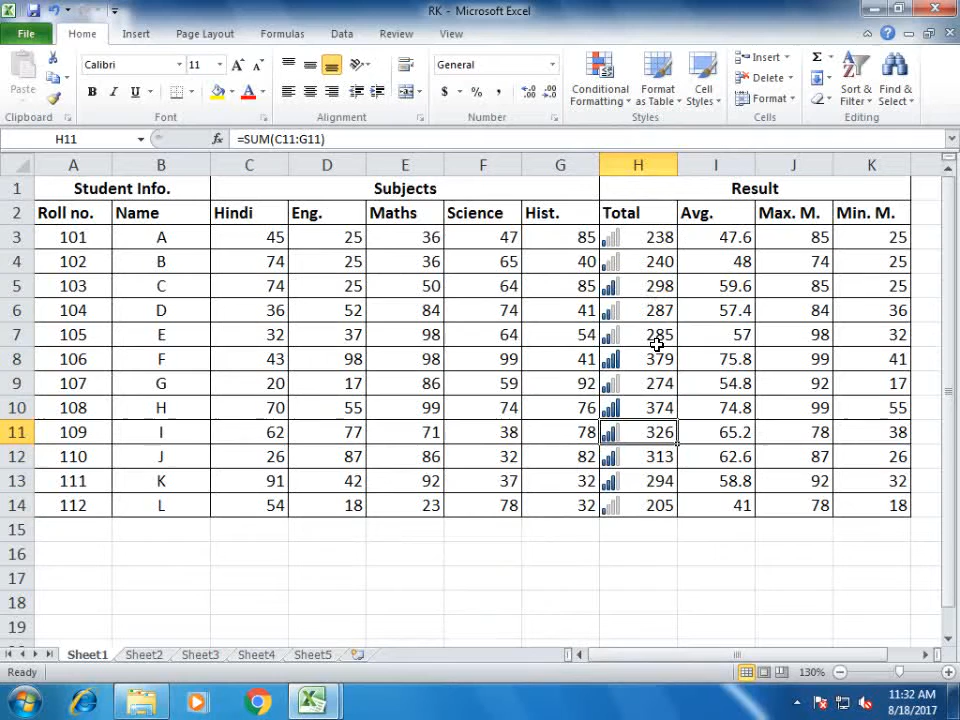 RK - Microsoft Excel
File Home Insert Page Layout Formulas Data Review View
Paste Calibri 11 General Conditional Formatting Format as Table Cell Styles Insert Delete Format Sort & Filter Find & Select
Clipboard Font Alignment Number Styles Cells Editing
H11 fx =SUM(C11:G11)
A B C D E F G H I J K
1 Student Info. Subjects Result
2 Roll no. Name Hindi Eng. Maths Science Hist. Total Avg. Max. M. Min. M.
3 101 A 45 25 36 47 85 238 47.6 85 25
4 102 B 74 25 36 65 40 240 48 74 25
5 103 C 74 25 50 64 85 298 59.6 85 25
6 104 D 36 52 84 74 41 287 57.4 84 36
7 105 E 32 37 98 64 54 285 57 98 32
8 106 F 43 98 98 99 41 379 75.8 99 41
9 107 G 20 17 86 59 92 274 54.8 92 17
10 108 H 70 55 99 74 76 374 74.8 99 55
11 109 I 62 77 71 38 78 326 65.2 78 38
12 110 J 26 87 86 32 82 313 62.6 87 26
13 111 K 91 42 92 37 32 294 58.8 92 32
14 112 L 54 18 23 78 32 205 41 78 18
15
16
17
18
19
Sheet1 Sheet2 Sheet3 Sheet4 Sheet5
Ready 130%
11:32 AM
8/18/2017